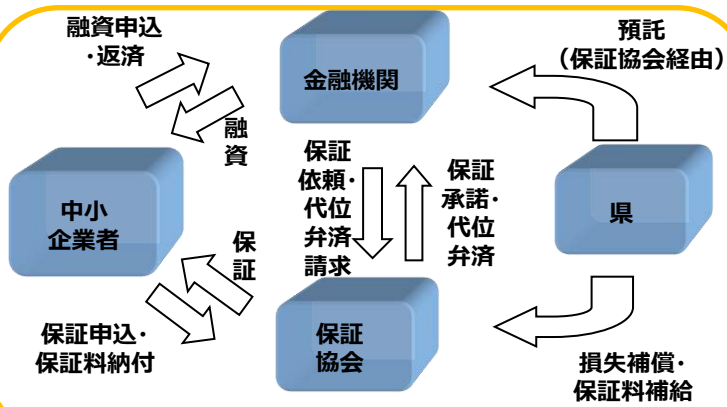 融資申込
・返済
金融機関
預託
（保証協会経由）
融
資
保証
依頼・
代位
弁済
請求
保証
承諾・
代位
弁済
中小
企業者
県
保
証
保証申込・
保証料納付
保証
協会
損失補償・
保証料補給